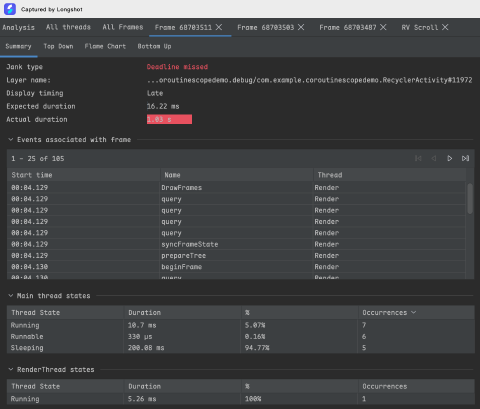 Captured by Longshot
Analysis All threads All Frames Frame 68703511 Frame 68703503 Frame 68703487 RV Scroll
Summary Top Down Flame Chart Bottom Up
Jank type Deadline missed
Layer name: ...oroutinescopedemo.debug/com.example.coroutinescopedemo.RecyclerActivity#11972
Display timing Late
Expected duration 16.22 ms
Actual duration 1.03 s
Events associated with frame
1 - 25 of 105
Start time Name Thread
00:04.129 DrawFrames Render
00:04.129 query Render
00:04.129 query Render
00:04.129 query Render
00:04.129 query Render
00:04.129 syncFrameState Render
00:04.129 prepareTree Render
00:04.130 beginFrame Render
00:04.130 query Render
Main thread states
Thread State Duration % Occurrences
Running 10.7 ms 5.07% 7
Runnable 330 μs 0.16% 6
Sleeping 200.08 ms 94.77% 5
RenderThread states
Thread State Duration % Occurrences
Running 5.26 ms 100% 1